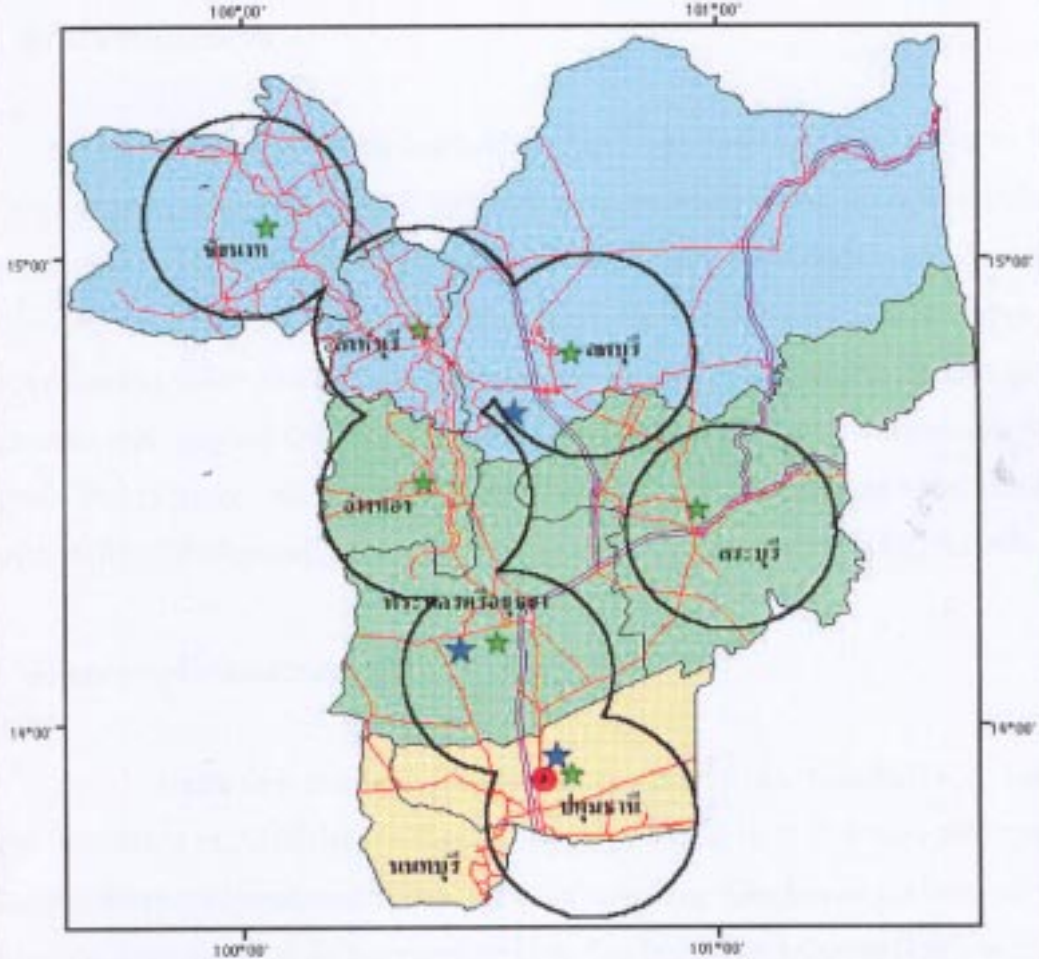 100°00'
101°00'
ชัยนาท
15°00'
15°00'
สิงห์บุรี
ลพบุรี
อ่างทอง
สระบุรี
พระนครศรีอยุธยา
14°00'
14°00'
ปทุมธานี
นนทบุรี
100°00'
101°00'